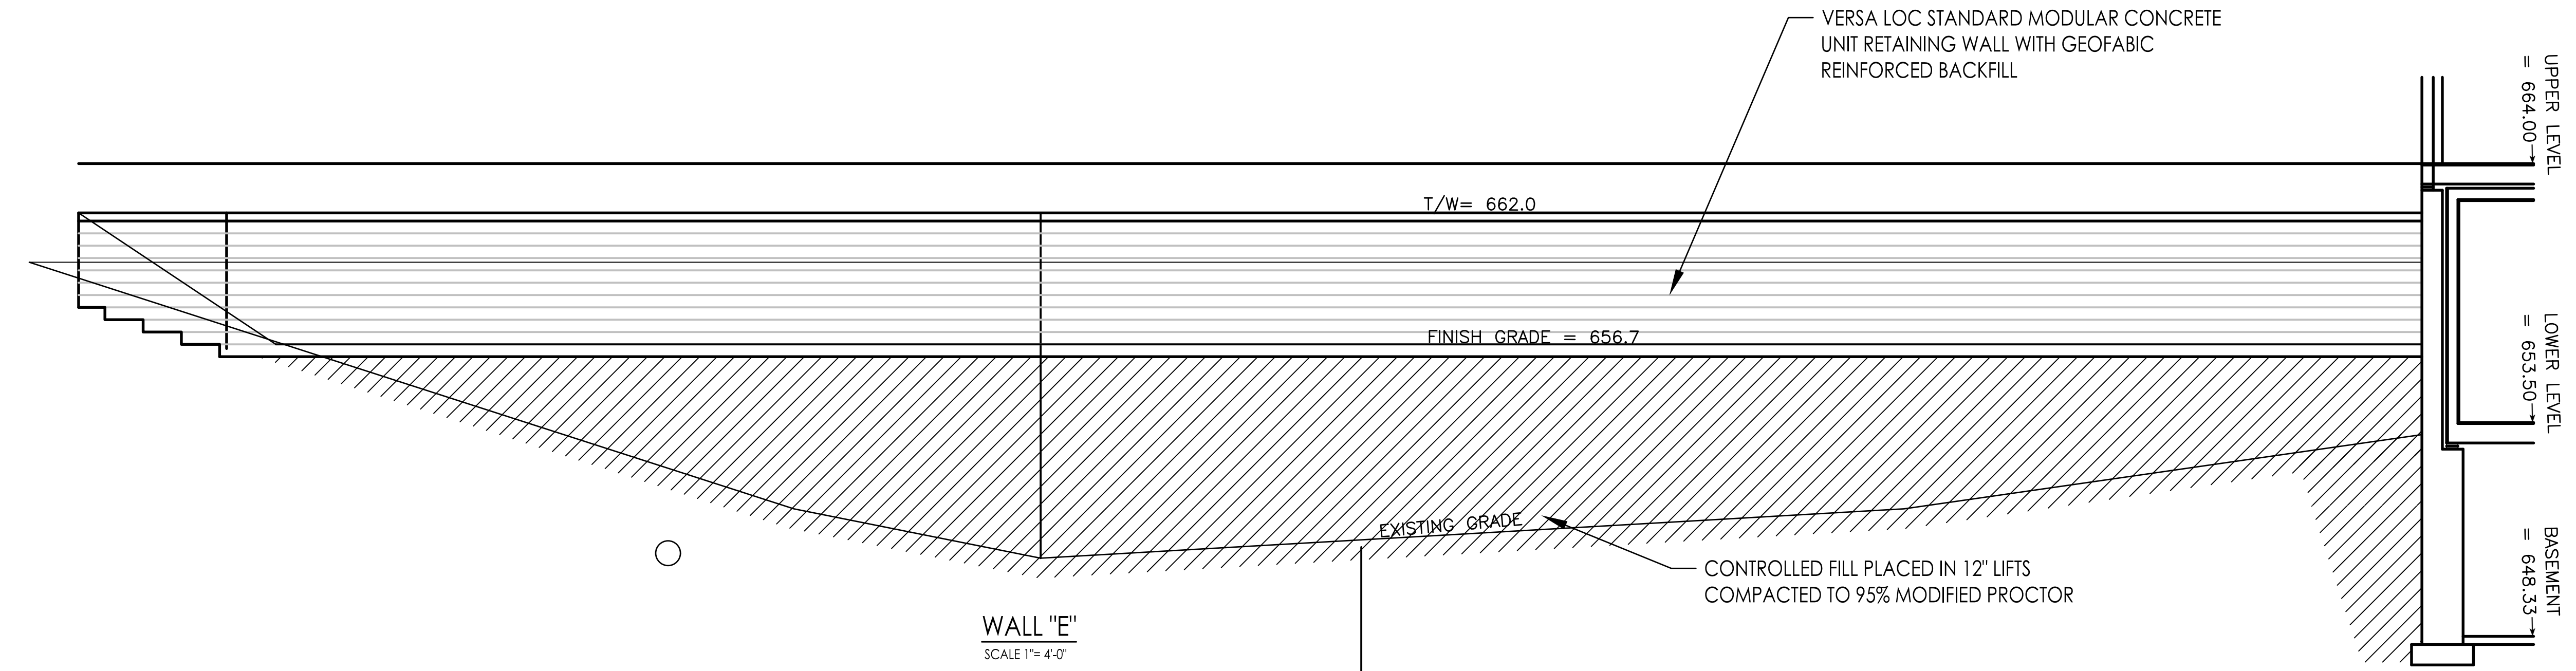 VERSA LOC STANDARD MODULAR CONCRETE
UNIT RETAINING WALL WITH GEOFABIC
REINFORCED BACKFILL
UPPER LEVEL
= 664.00
T/W= 662.0
FINISH GRADE = 656.7
LOWER LEVEL
= 653.50
EXISTING GRADE
CONTROLLED FILL PLACED IN 12" LIFTS
COMPACTED TO 95% MODIFIED PROCTOR
BASEMENT
= 648.33
WALL "E"
SCALE 1"= 4'-0"